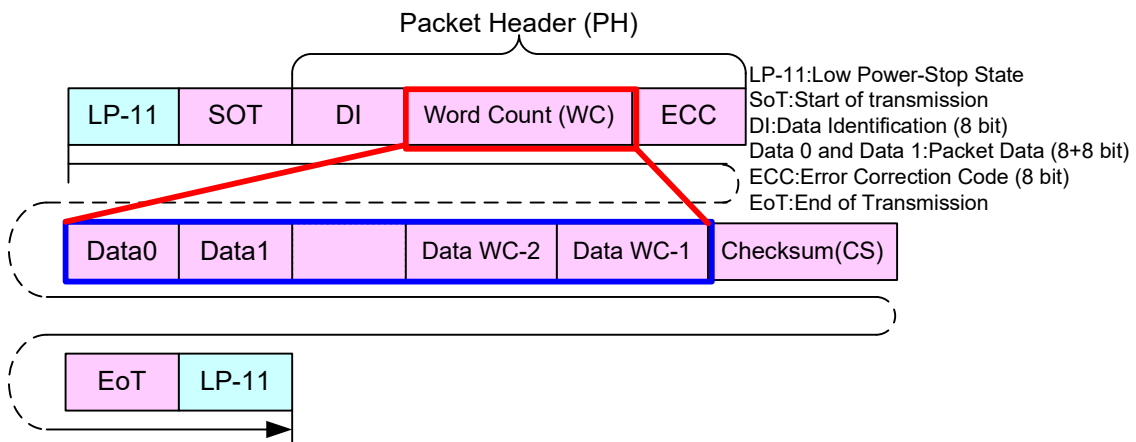 Packet Header (PH)
LP-11 SOT DI Word Count (WC) ECC
LP-11:Low Power-Stop State
SoT:Start of transmission
DI:Data Identification (8 bit)
Data 0 and Data 1:Packet Data (8+8 bit)
ECC:Error Correction Code (8 bit)
EoT:End of Transmission
Data0 Data1 Data WC-2 Data WC-1 Checksum(CS)
EoT LP-11